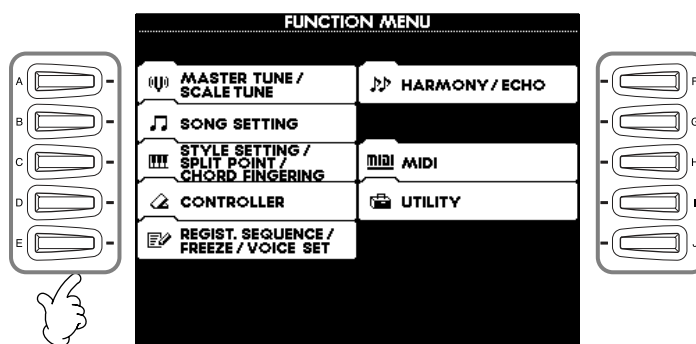 FUNCTION MENU
A
MASTER TUNE /
SCALE TUNE
HARMONY / ECHO
F
B
SONG SETTING
G
C
STYLE SETTING /
SPLIT POINT /
CHORD FINGERING
MIDI
MIDI
H
D
CONTROLLER
UTILITY
I
E
REGIST. SEQUENCE /
FREEZE / VOICE SET
J